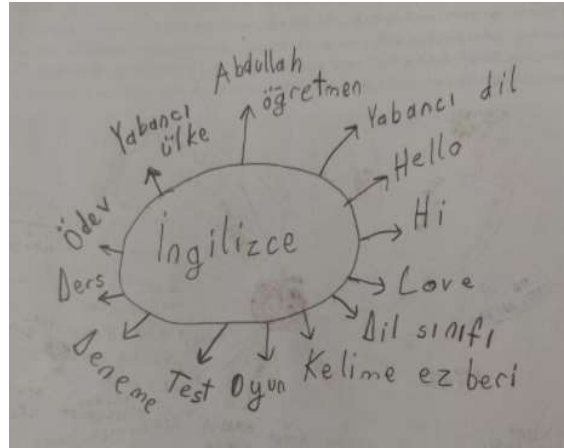 Abdullah
öğretmen
Yabancı dil
Hello
Hi
Love
Dil sınıfı
Kelime ezberi
Oyun
Test
Deneme
Ders
Ödev
Yabancı
ülke
İngilizce